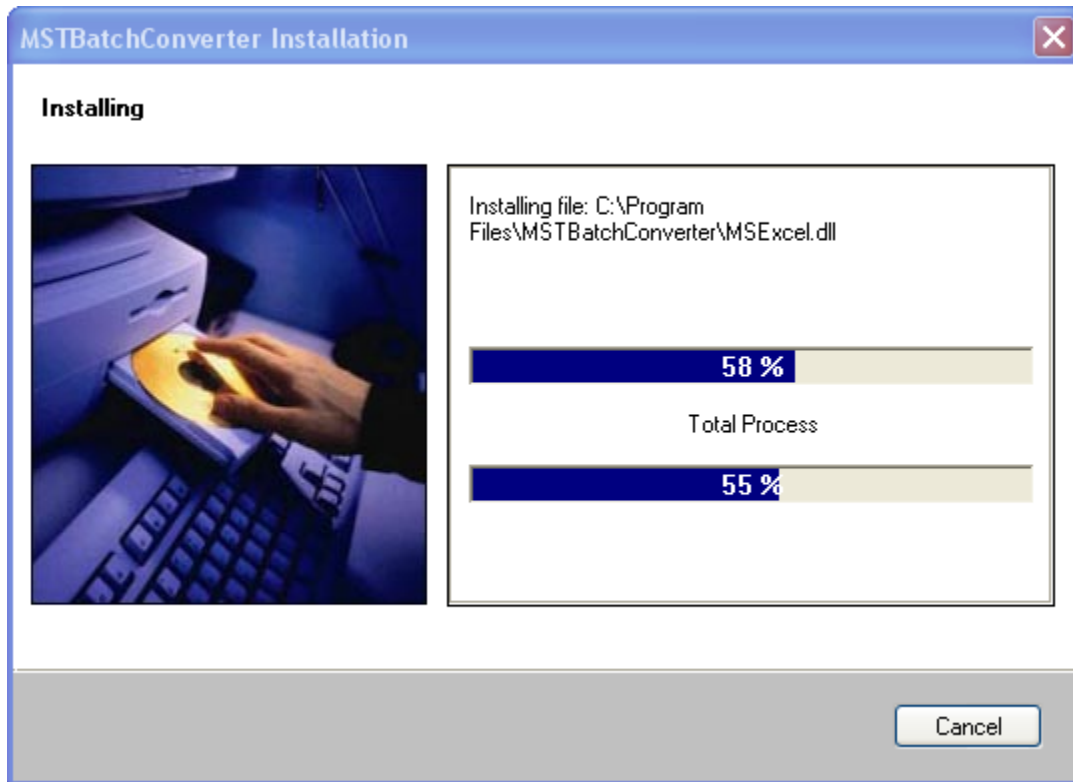 MSTBatchConverter Installation
Installing
Installing file: C:\Program
Files\MSTBatchConverter\MSExcel.dll
58 %
Total Process
55 %
Cancel